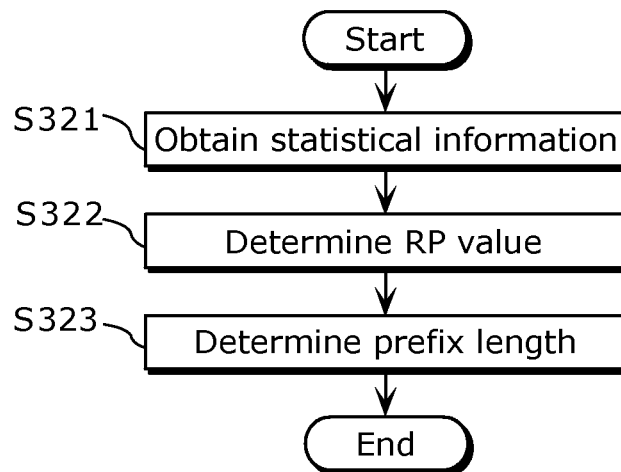 Start
S321
Obtain statistical information
S322
Determine RP value
S323
Determine prefix length
End